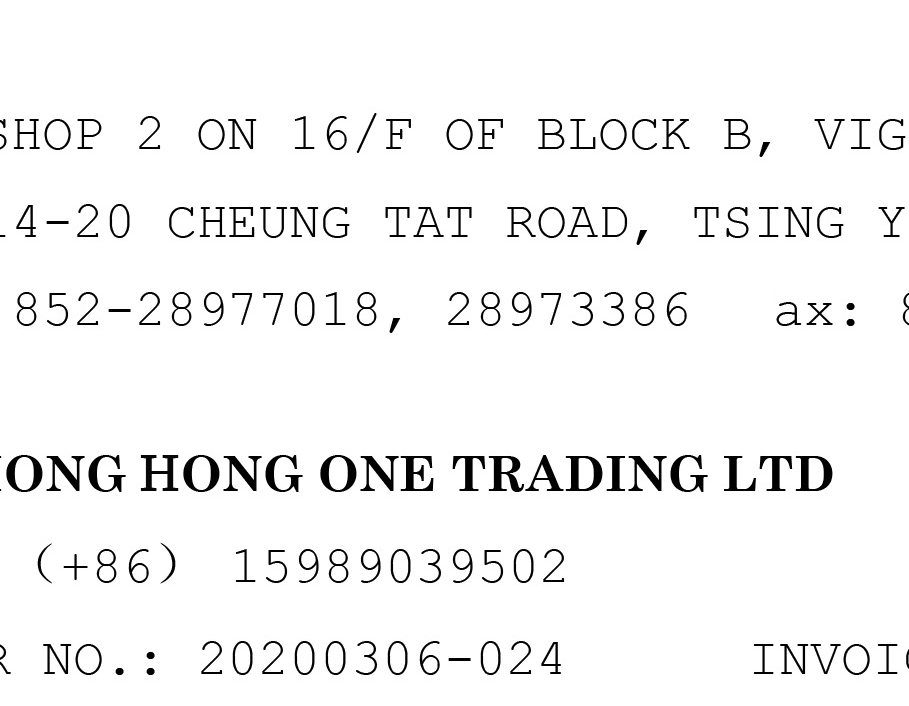 SHOP 2 ON 16/F OF BLOCK B, VIG
14-20 CHEUNG TAT ROAD, TSING Y
852-28977018, 28973386 ax: 8
HONG HONG ONE TRADING LTD
(+86) 15989039502
R NO.: 20200306-024 INVOIC